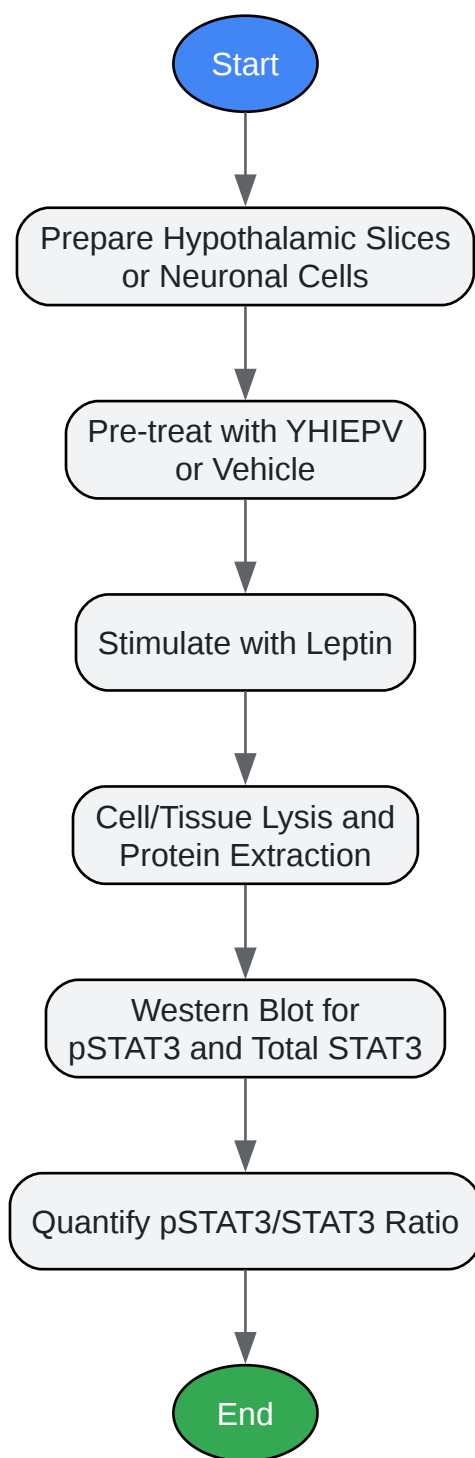 Start
Prepare Hypothalamic Slices
or Neuronal Cells
Pre-treat with YHIEPV
or Vehicle
Stimulate with Leptin
Cell/Tissue Lysis and
Protein Extraction
Western Blot for
pSTAT3 and Total STAT3
Quantify pSTAT3/STAT3 Ratio
End